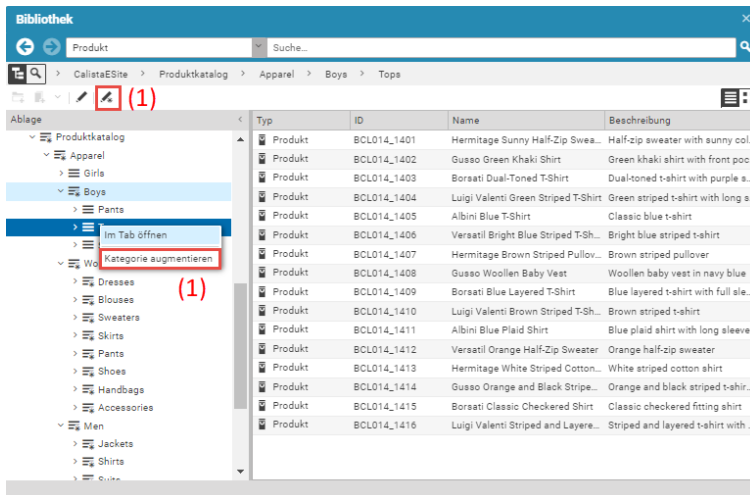 Bibliothek
Produkt
Suche...
CalistaESite > Produktkatalog > Apparel > Boys > Tops
(1)
Ablage
Produktkatalog
Apparel
Girls
Boys
Pants
Im Tab öffnen
Kategorie augmentieren
(1)
Dresses
Blouses
Sweaters
Skirts
Pants
Shoes
Handbags
Accessories
Men
Jackets
Shirts
Suits
Typ ID Name Beschreibung
Produkt BCL014_1401 Hermitage Sunny Half-Zip Swea... Half-zip sweater with sunny col
Produkt BCL014_1402 Gusso Green Khaki Shirt Green khaki shirt with front poc
Produkt BCL014_1403 Borsati Dual-Toned T-Shirt Dual-toned t-shirt with purple s..
Produkt BCL014_1404 Luigi Valenti Green Striped T-Shirt Green striped t-shirt with long s
Produkt BCL014_1405 Albini Blue T-Shirt Classic blue t-shirt
Produkt BCL014_1406 Versatil Bright Blue Striped T-Sh... Bright blue striped t-shirt
Produkt BCL014_1407 Hermitage Brown Striped Pullov... Brown striped pullover
Produkt BCL014_1408 Gusso Woollen Baby Vest Woollen baby vest in navy blue
Produkt BCL014_1409 Borsati Blue Layered T-Shirt Blue layered t-shirt with full sle..
Produkt BCL014_1410 Luigi Valenti Brown Striped T-Sh... Brown striped t-shirt
Produkt BCL014_1411 Albini Blue Plaid Shirt Blue plaid shirt with long sleeve
Produkt BCL014_1412 Versatil Orange Half-Zip Sweater Orange half-zip sweater
Produkt BCL014_1413 Hermitage White Striped Cotton... White striped cotton shirt
Produkt BCL014_1414 Gusso Orange and Black Stripe... Orange and black striped t-shir..
Produkt BCL014_1415 Borsati Classic Checkered Shirt Classic checkered fitting shirt
Produkt BCL014_1416 Luigi Valenti Striped and Layere... Striped and layered t-shirt with .